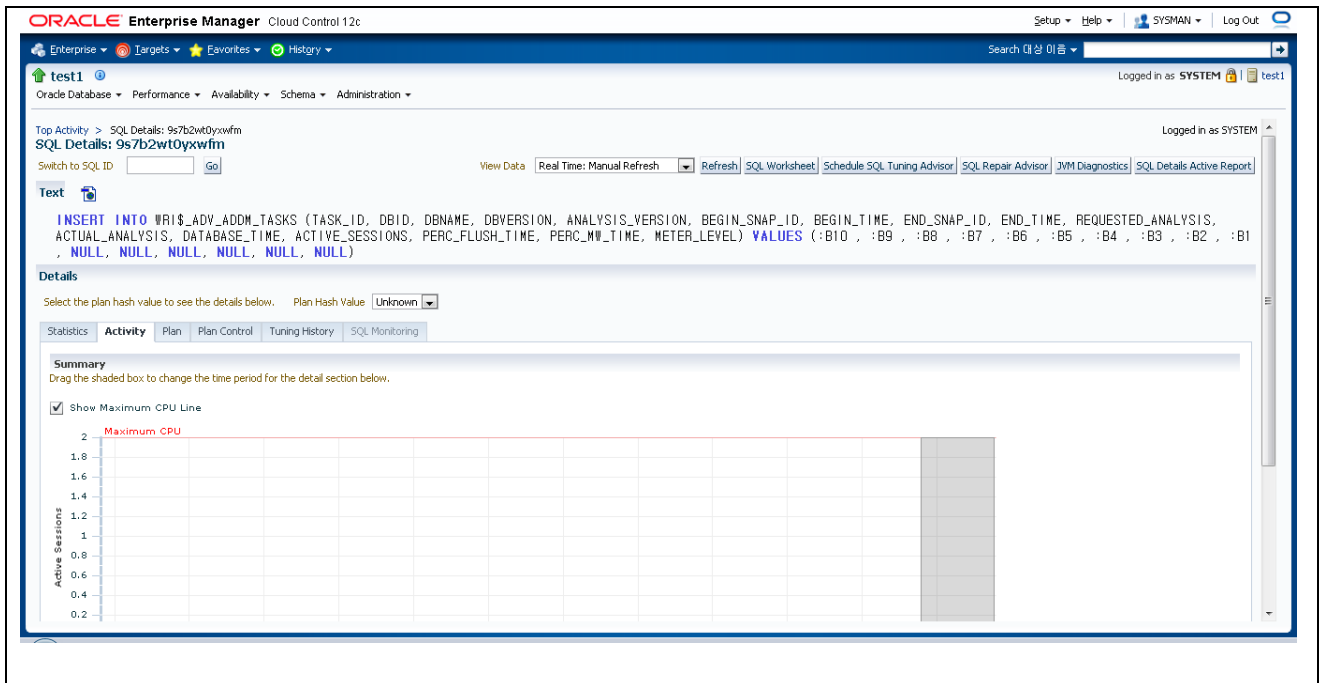 ORACLE Enterprise Manager Cloud Control 12c
Setup Help SYSMAN Log Out
Enterprise Targets Favorites History
Search 대상 이름
test1
Logged in as SYSTEM test1
Oracle Database Performance Availability Schema Administration
Top Activity > SQL Details: 9s7b2wt0yxwfm
Logged in as SYSTEM
SQL Details: 9s7b2wt0yxwfm
Switch to SQL ID Go
View Data Real Time: Manual Refresh Refresh SQL Worksheet Schedule SQL Tuning Advisor SQL Repair Advisor JVM Diagnostics SQL Details Active Report
Text
INSERT INTO WRI$_ADV_ADDM_TASKS (TASK_ID, DBID, DBNAME, DBVERSION, ANALYSIS_VERSION, BEGIN_SNAP_ID, BEGIN_TIME, END_SNAP_ID, END_TIME, REQUESTED_ANALYSIS,
ACTUAL_ANALYSIS, DATABASE_TIME, ACTIVE_SESSIONS, PERC_FLUSH_TIME, PERC_MW_TIME, METER_LEVEL) VALUES (:B10 , :B9 , :B8 , :B7 , :B6 , :B5 , :B4 , :B3 , :B2 , :B1
, NULL, NULL, NULL, NULL, NULL, NULL)
Details
Select the plan hash value to see the details below. Plan Hash Value Unknown
Statistics Activity Plan Plan Control Tuning History SQL Monitoring
Summary
Drag the shaded box to change the time period for the detail section below.
Show Maximum CPU Line
Maximum CPU
2
1.8
1.6
1.4
1.2
1
0.8
0.6
0.4
0.2
Active Sessions